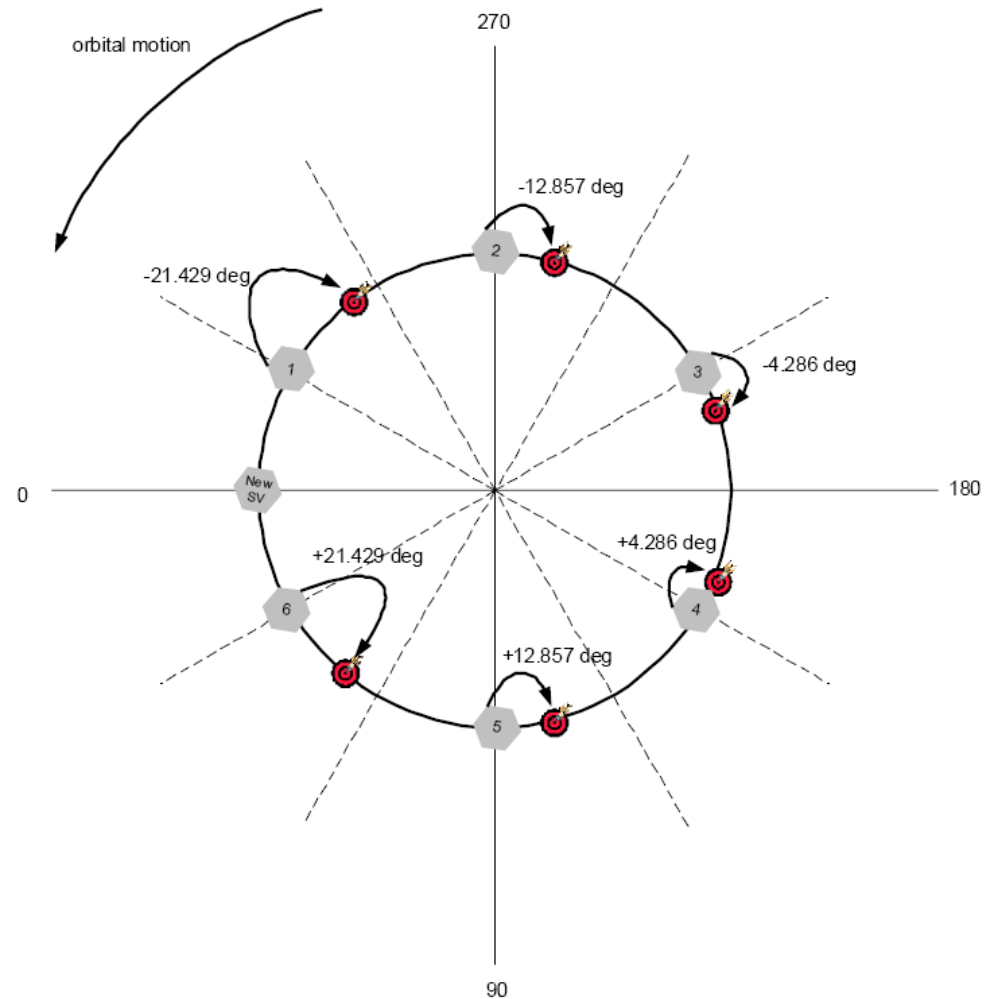 270
orbital motion
-12.857 deg
2
-21.429 deg
1
3
-4.286 deg
New
SV
0
180
+4.286 deg
+21.429 deg
6
4
+12.857 deg
5
90